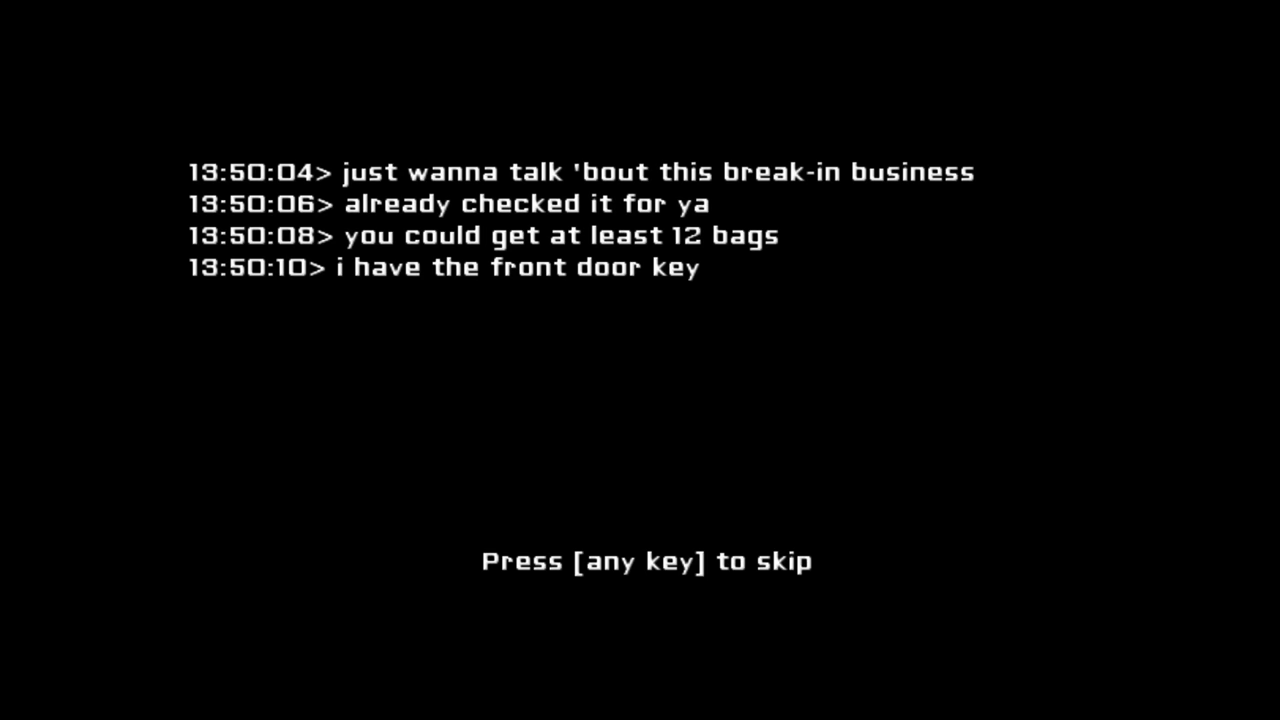 13:50:04> just wanna talk 'bout this break-in business
13:50:06> already checked it for ya
13:50:08> you could get at least 12 bags
13:50:10> i have the front door key
Press [any key] to skip